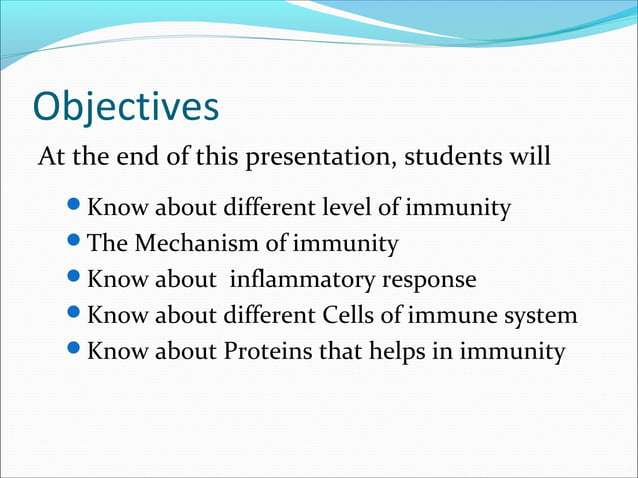 Objectives
At the end of this presentation, students will
Know about different level of immunity
The Mechanism of immunity
Know about  inflammatory response
Know about different Cells of immune system
Know about Proteins that helps in immunity